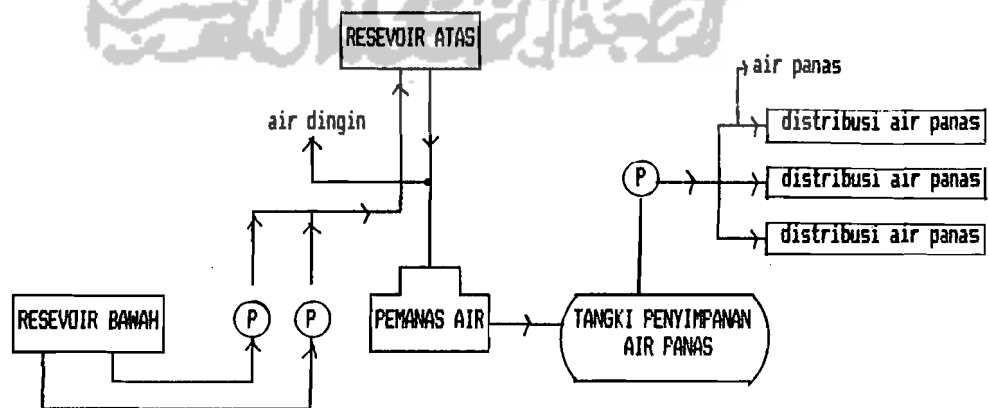 RESEVOIR ATAS
air panas
distribusi air panas
air dingin
P
distribusi air panas
distribusi air panas
RESEVOIR BAWAH
P
P
PEMANAS AIR
TANGKI PENYIMPANAN
AIR PANAS